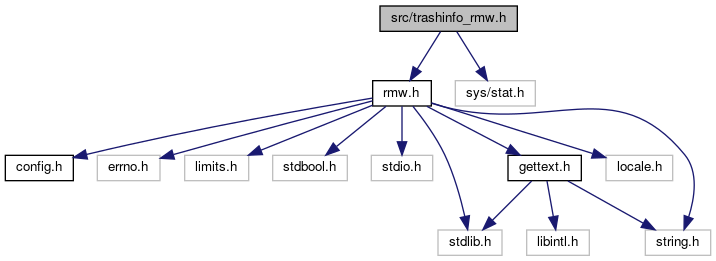 src/trashinfo_rmw.h
rmw.h
sys/stat.h
config.h
errno.h
limits.h
stdbool.h
stdio.h
gettext.h
locale.h
stdlib.h
libintl.h
string.h